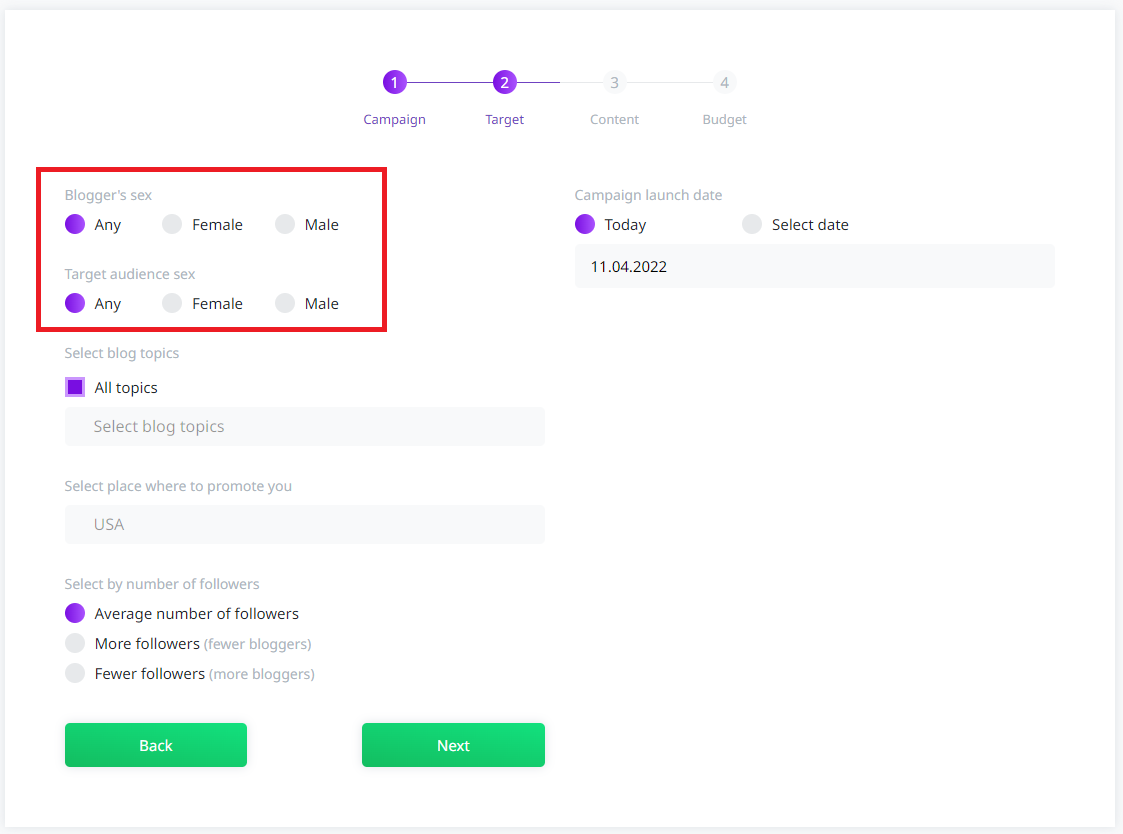 1 2 3 4
Campaign Target Content Budget
Blogger's sex
Any Female Male
Target audience sex
Any Female Male
Select blog topics
All topics
Select blog topics
Select place where to promote you
USA
Select by number of followers
Average number of followers
More followers (fewer bloggers)
Fewer followers (more bloggers)
Back Next
Campaign launch date
Today Select date
11.04.2022